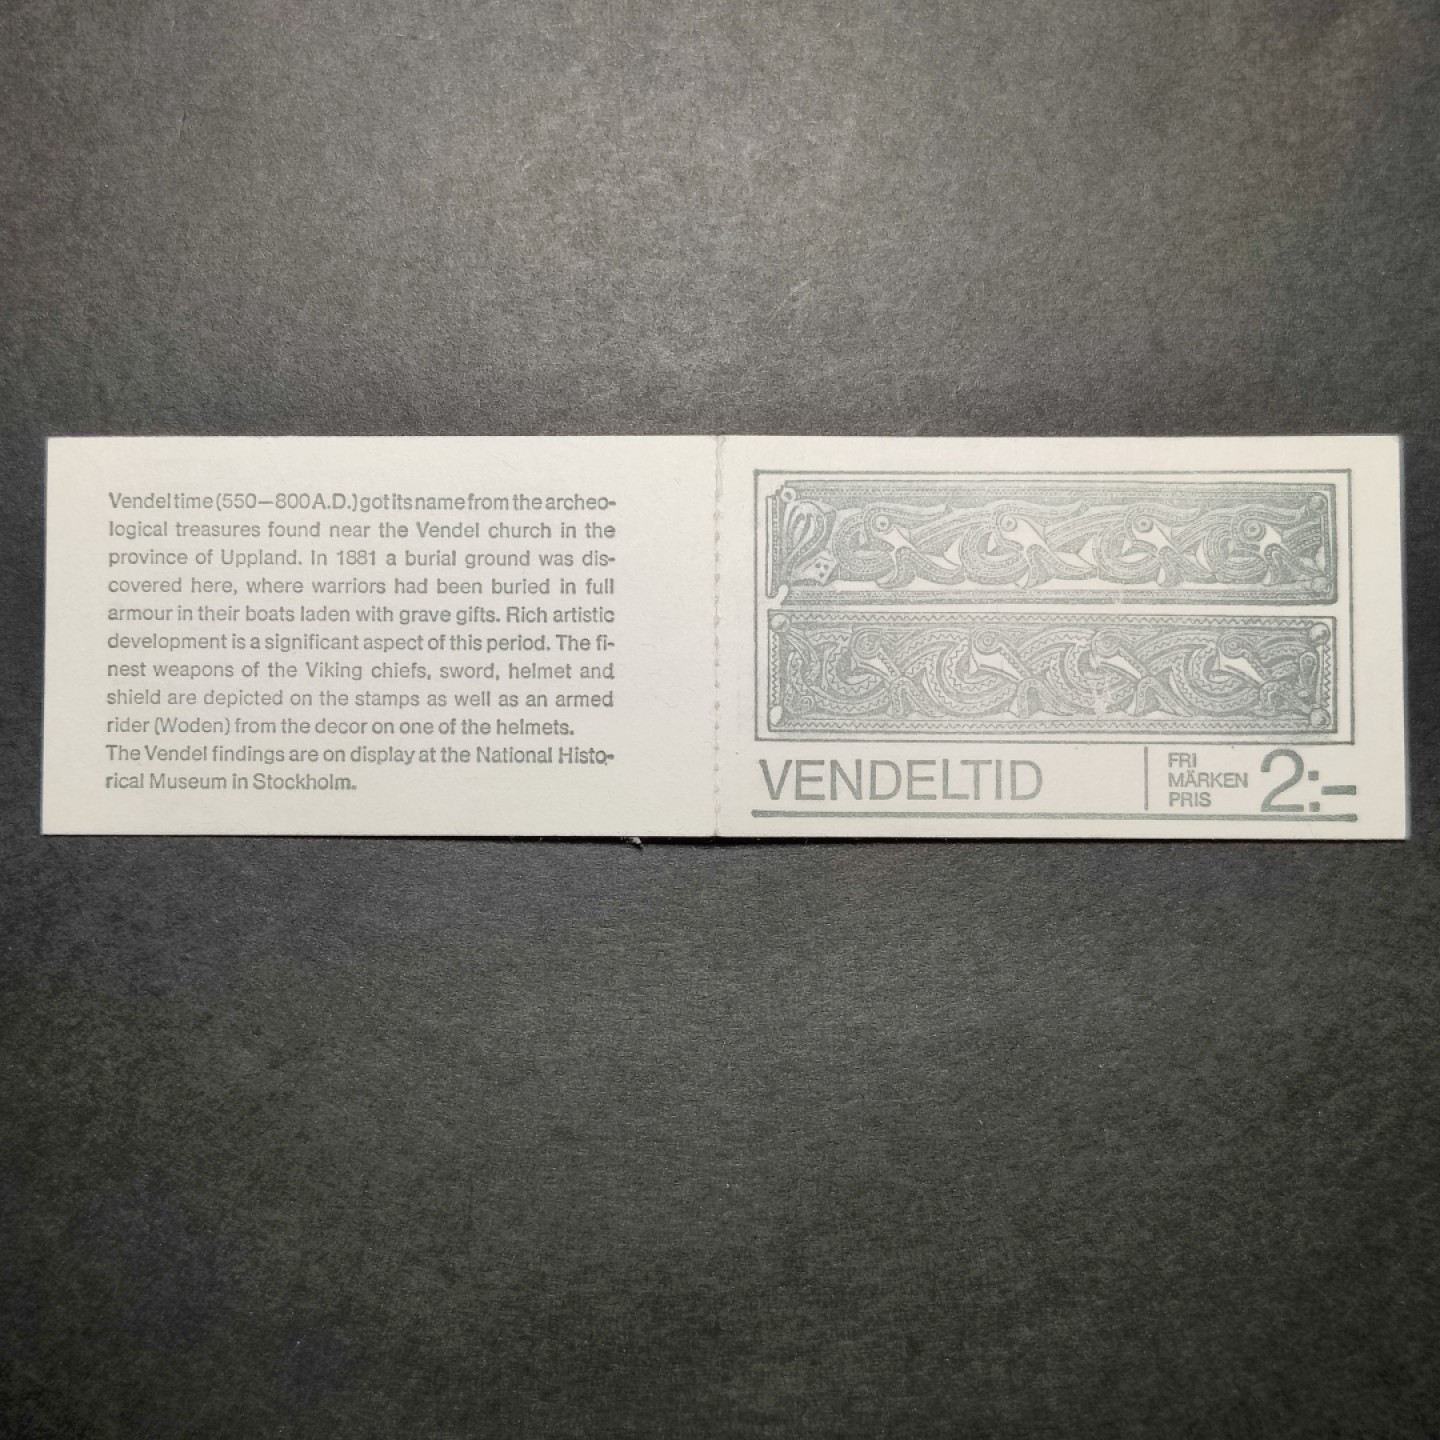 Vendel time (550—800 A.D.) got its name from the archeo-
logical treasures found near the Vendel church in the
province of Uppland. In 1881 a burial ground was dis-
covered here, where warriors had been buried in full
armour in their boats laden with grave gifts. Rich artistic
development is a significant aspect of this period. The fi-
nest weapons of the Viking chiefs, sword, helmet and
shield are depicted on the stamps as well as an armed
rider (Woden) from the decor on one of the helmets.
The Vendel findings are on display at the National Histo-
rical Museum in Stockholm.
VENDELTID
FRI
MÄRKEN
PRIS
2:-